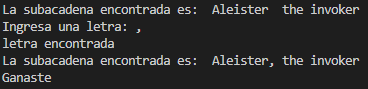 La subacadena encontrada es:  Aleister  the invoker
Ingresa una letra: ,
letra encontrada
La subacadena encontrada es:  Aleister, the invoker
Ganaste